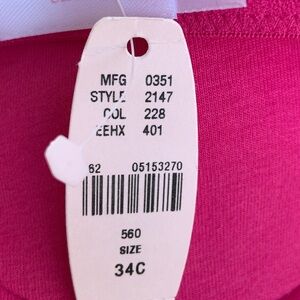 MFG 0351
STYLE 2147
COL 228
EEHX 401
62 05153270
560
SIZE
34C